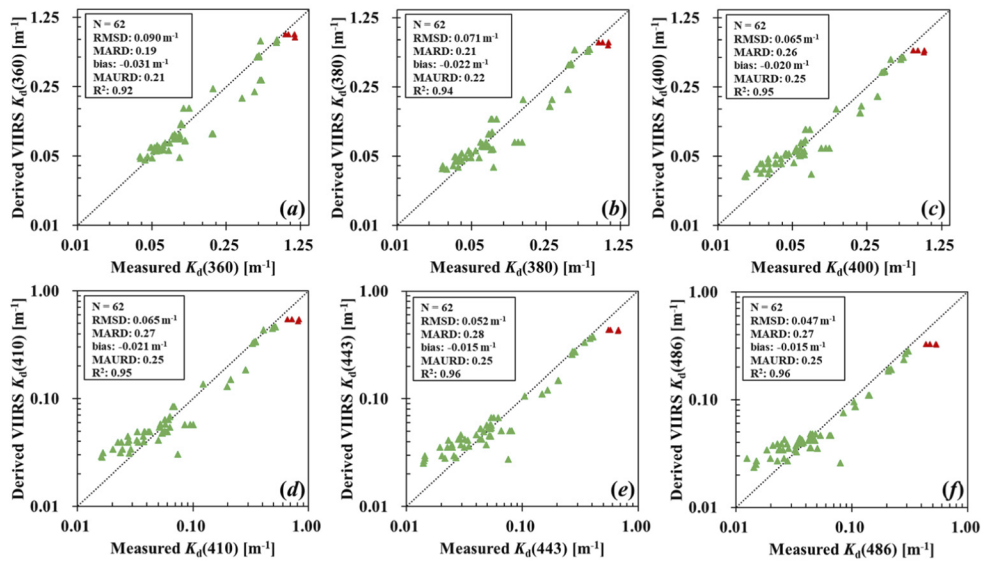 1.25
0.25
0.05
0.01
Derived VIIRS Kd(360) [m-1]
N = 62
RMSD: 0.090 m-1
MARD: 0.19
bias: -0.031 m-1
MAURD: 0.21
R2: 0.92
(a)
0.01 0.05 0.25 1.25
Measured Kd(360) [m-1]
1.25
0.25
0.05
0.01
Derived VIIRS Kd(380) [m-1]
N = 62
RMSD: 0.071 m-1
MARD: 0.21
bias: -0.022 m-1
MAURD: 0.22
R2: 0.94
(b)
0.01 0.05 0.25 1.25
Measured Kd(380) [m-1]
1.25
0.25
0.05
0.01
Derived VIIRS Kd(400) [m-1]
N = 62
RMSD: 0.065 m-1
MARD: 0.26
bias: -0.020 m-1
MAURD: 0.25
R2: 0.95
(c)
0.01 0.05 0.25 1.25
Measured Kd(400) [m-1]
1.00
0.10
0.01
Derived VIIRS Kd(410) [m-1]
N = 62
RMSD: 0.065 m-1
MARD: 0.27
bias: -0.021 m-1
MAURD: 0.25
R2: 0.95
(d)
0.01 0.10 1.00
Measured Kd(410) [m-1]
1.00
0.10
0.01
Derived VIIRS Kd(443) [m-1]
N = 62
RMSD: 0.052 m-1
MARD: 0.28
bias: -0.015 m-1
MAURD: 0.25
R2: 0.96
(e)
0.01 0.10 1.00
Measured Kd(443) [m-1]
1.00
0.10
0.01
Derived VIIRS Kd(486) [m-1]
N = 62
RMSD: 0.047 m-1
MARD: 0.27
bias: -0.015 m-1
MAURD: 0.25
R2: 0.96
(f)
0.01 0.10 1.00
Measured Kd(486) [m-1]